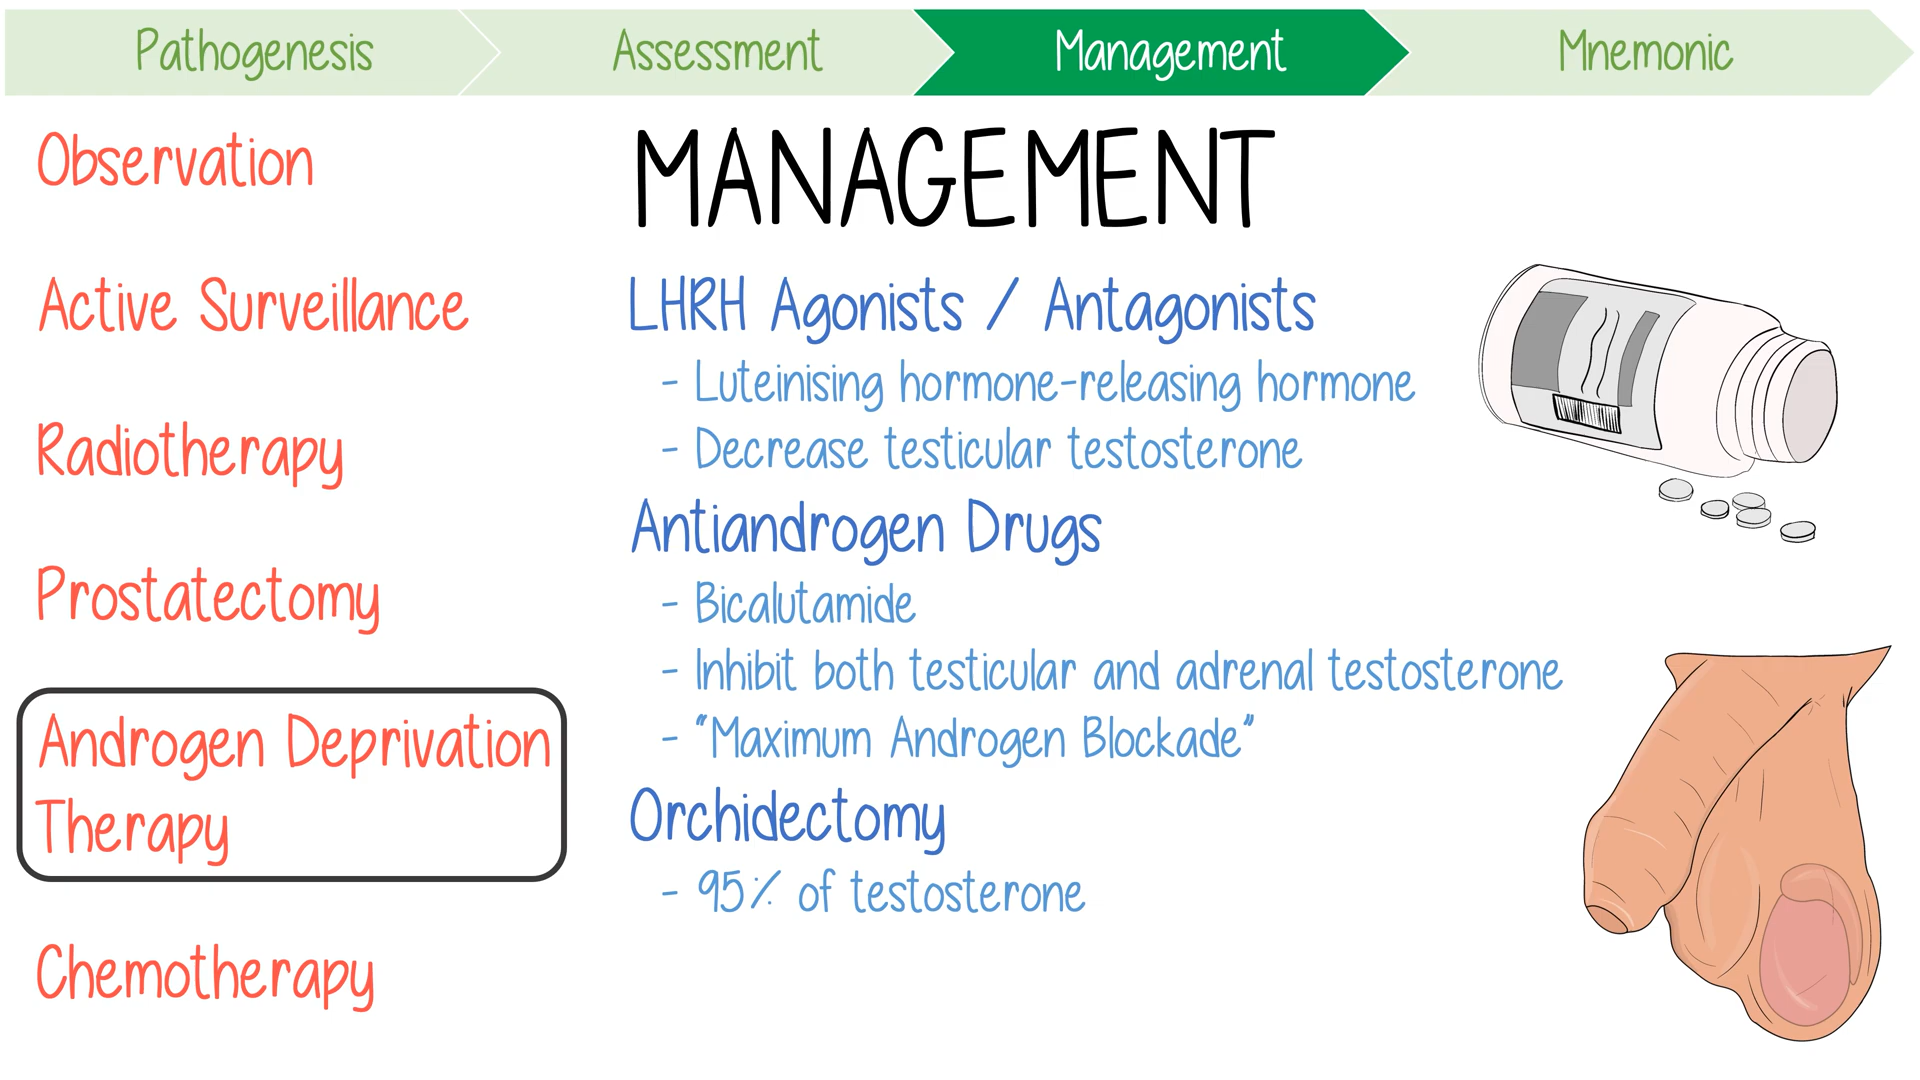 Pathogenesis
Assessment
Management
Mnemonic
MANAGEMENT
Observation
Active Surveillance
Radiotherapy
Prostatectomy
Androgen Deprivation
Therapy
Chemotherapy
LHRH Agonists / Antagonists
- Luteinising hormone-releasing hormone
- Decrease testicular testosterone
Antiandrogen Drugs
- Bicalutamide
- Inhibit both testicular and adrenal testosterone
- "Maximum Androgen Blockade"
Orchidectomy
- 95% of testosterone